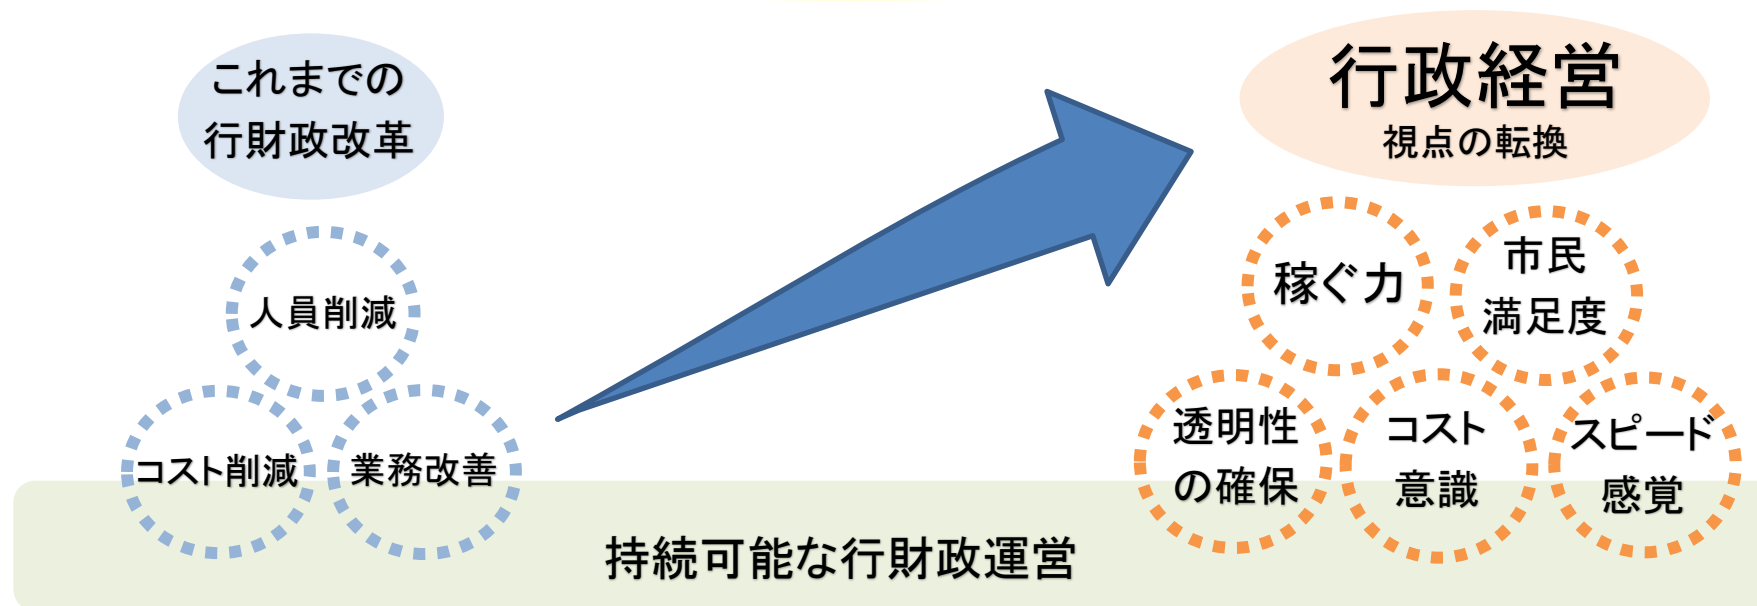 これまでの
行財政改革
人員削減
コスト削減
業務改善
行政経営
視点の転換
稼ぐ力
市民
満足度
透明性
の確保
コスト
意識
スピード
感覚
持続可能な行財政運営